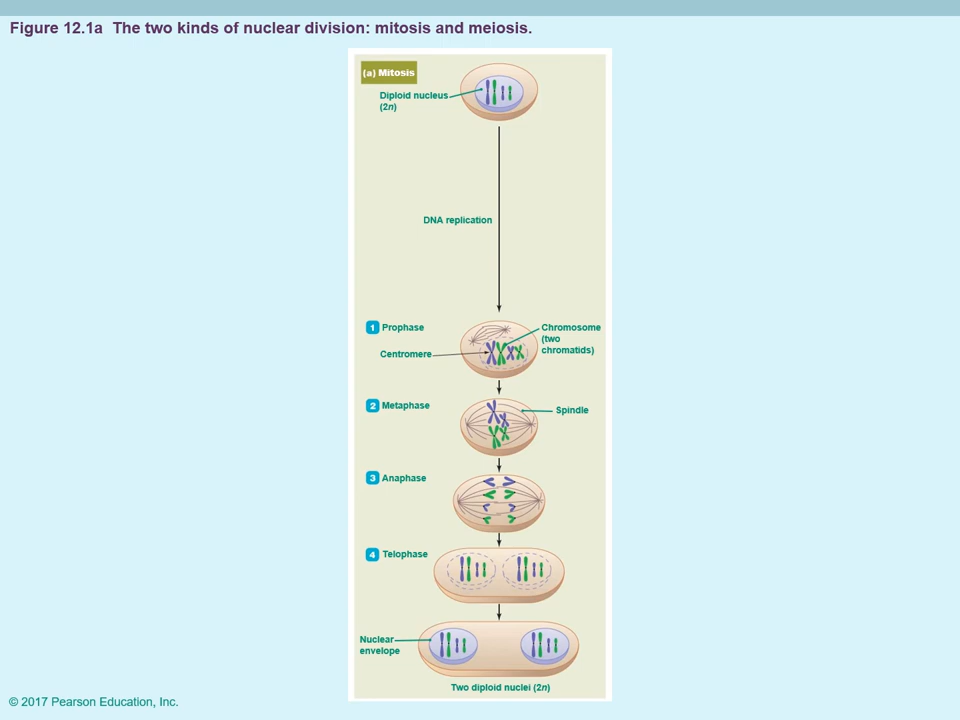 Figure 12.1a  The two kinds of nuclear division: mitosis and meiosis.
(a) Mitosis
Diploid nucleus
(2n)
DNA replication
1 Prophase
Chromosome
(two
chromatids)
Centromere
2 Metaphase
Spindle
3 Anaphase
4 Telophase
Nuclear
envelope
Two diploid nuclei (2n)
© 2017 Pearson Education, Inc.